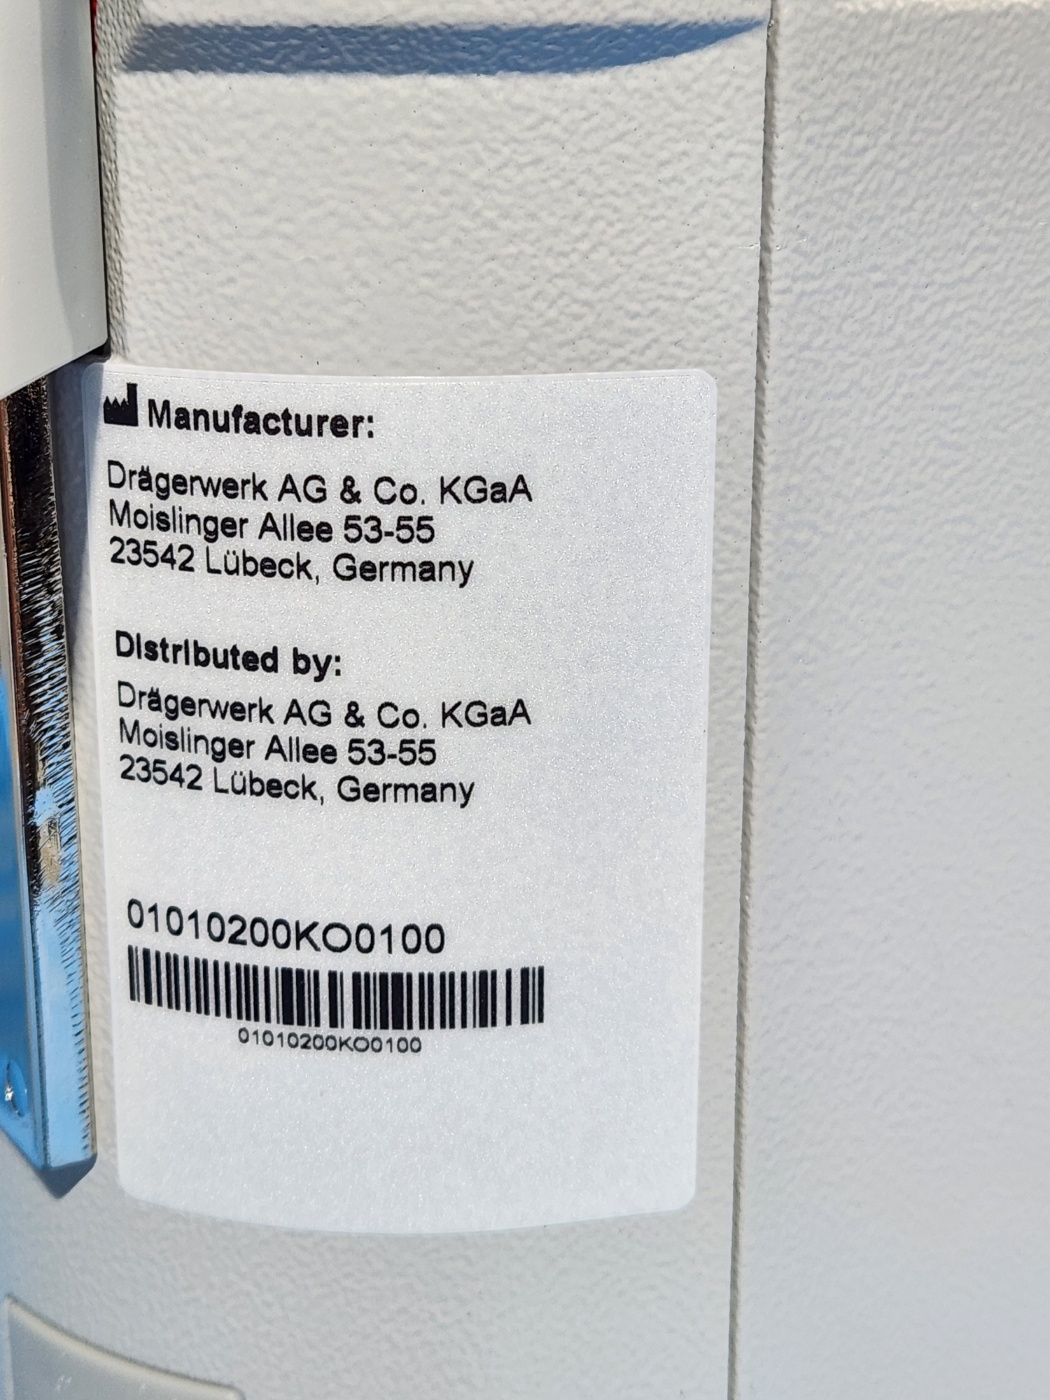 Manufacturer:
Drägerwerk AG & Co. KGaA
Moislinger Allee 53-55
23542 Lübeck, Germany
Distributed by:
Drägerwerk AG & Co. KGaA
Moislinger Allee 53-55
23542 Lübeck, Germany
01010200KO0100
01010200KO0100